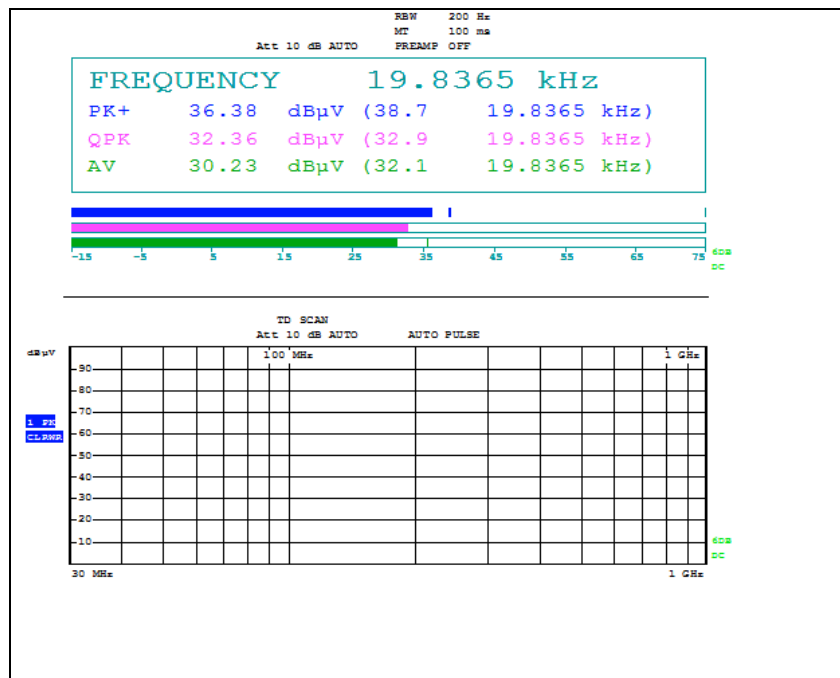 RBW 200 Hz
MT 100 ms
Att 10 dB AUTO PREAMP OFF
FREQUENCY 19.8365 kHz
PK+ 36.38 dBµV (38.7 19.8365 kHz)
QPK 32.36 dBµV (32.9 19.8365 kHz)
AV 30.23 dBµV (32.1 19.8365 kHz)
-15 -5 5 15 25 35 45 55 65 75
6DB
DC
TD SCAN
Att 10 dB AUTO AUTO PULSE
dBµV
100 MHz 1 GHz
90
80
70
1 PK
CLRWR
60
50
40
30
20
10
6DB
DC
30 MHz 1 GHz